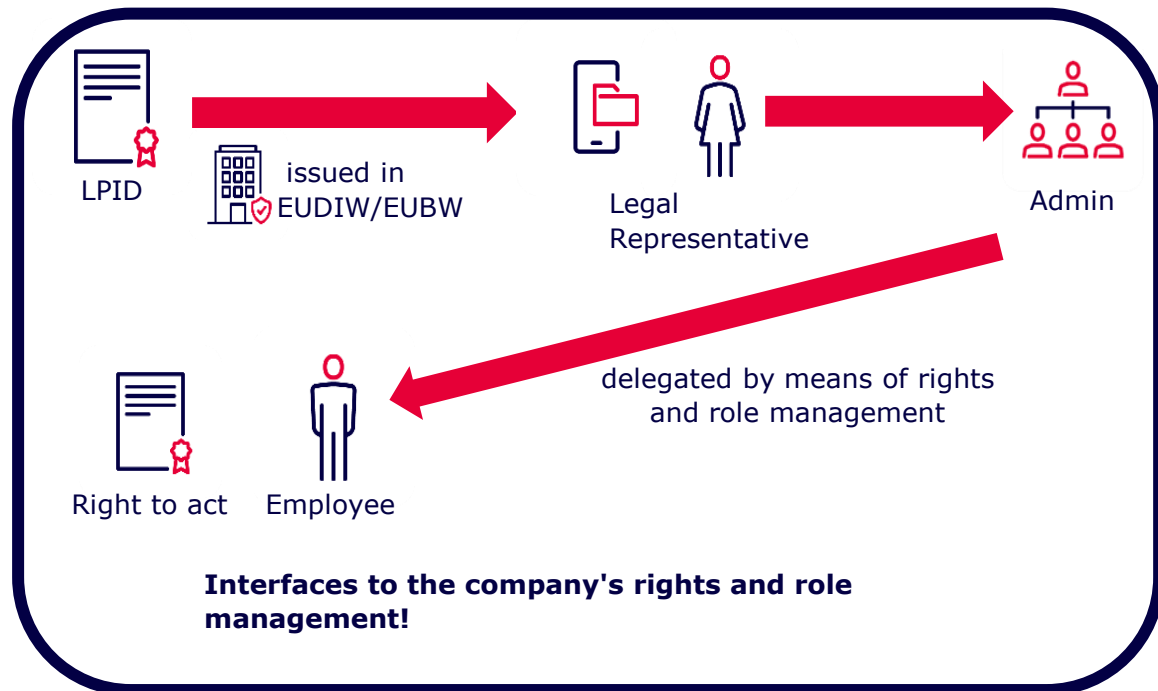 LPID
issued in
EUDIW/EUBW
Legal
Representative
Admin
delegated by means of rights
and role management
Right to act
Employee
Interfaces to the company's rights and role
management!